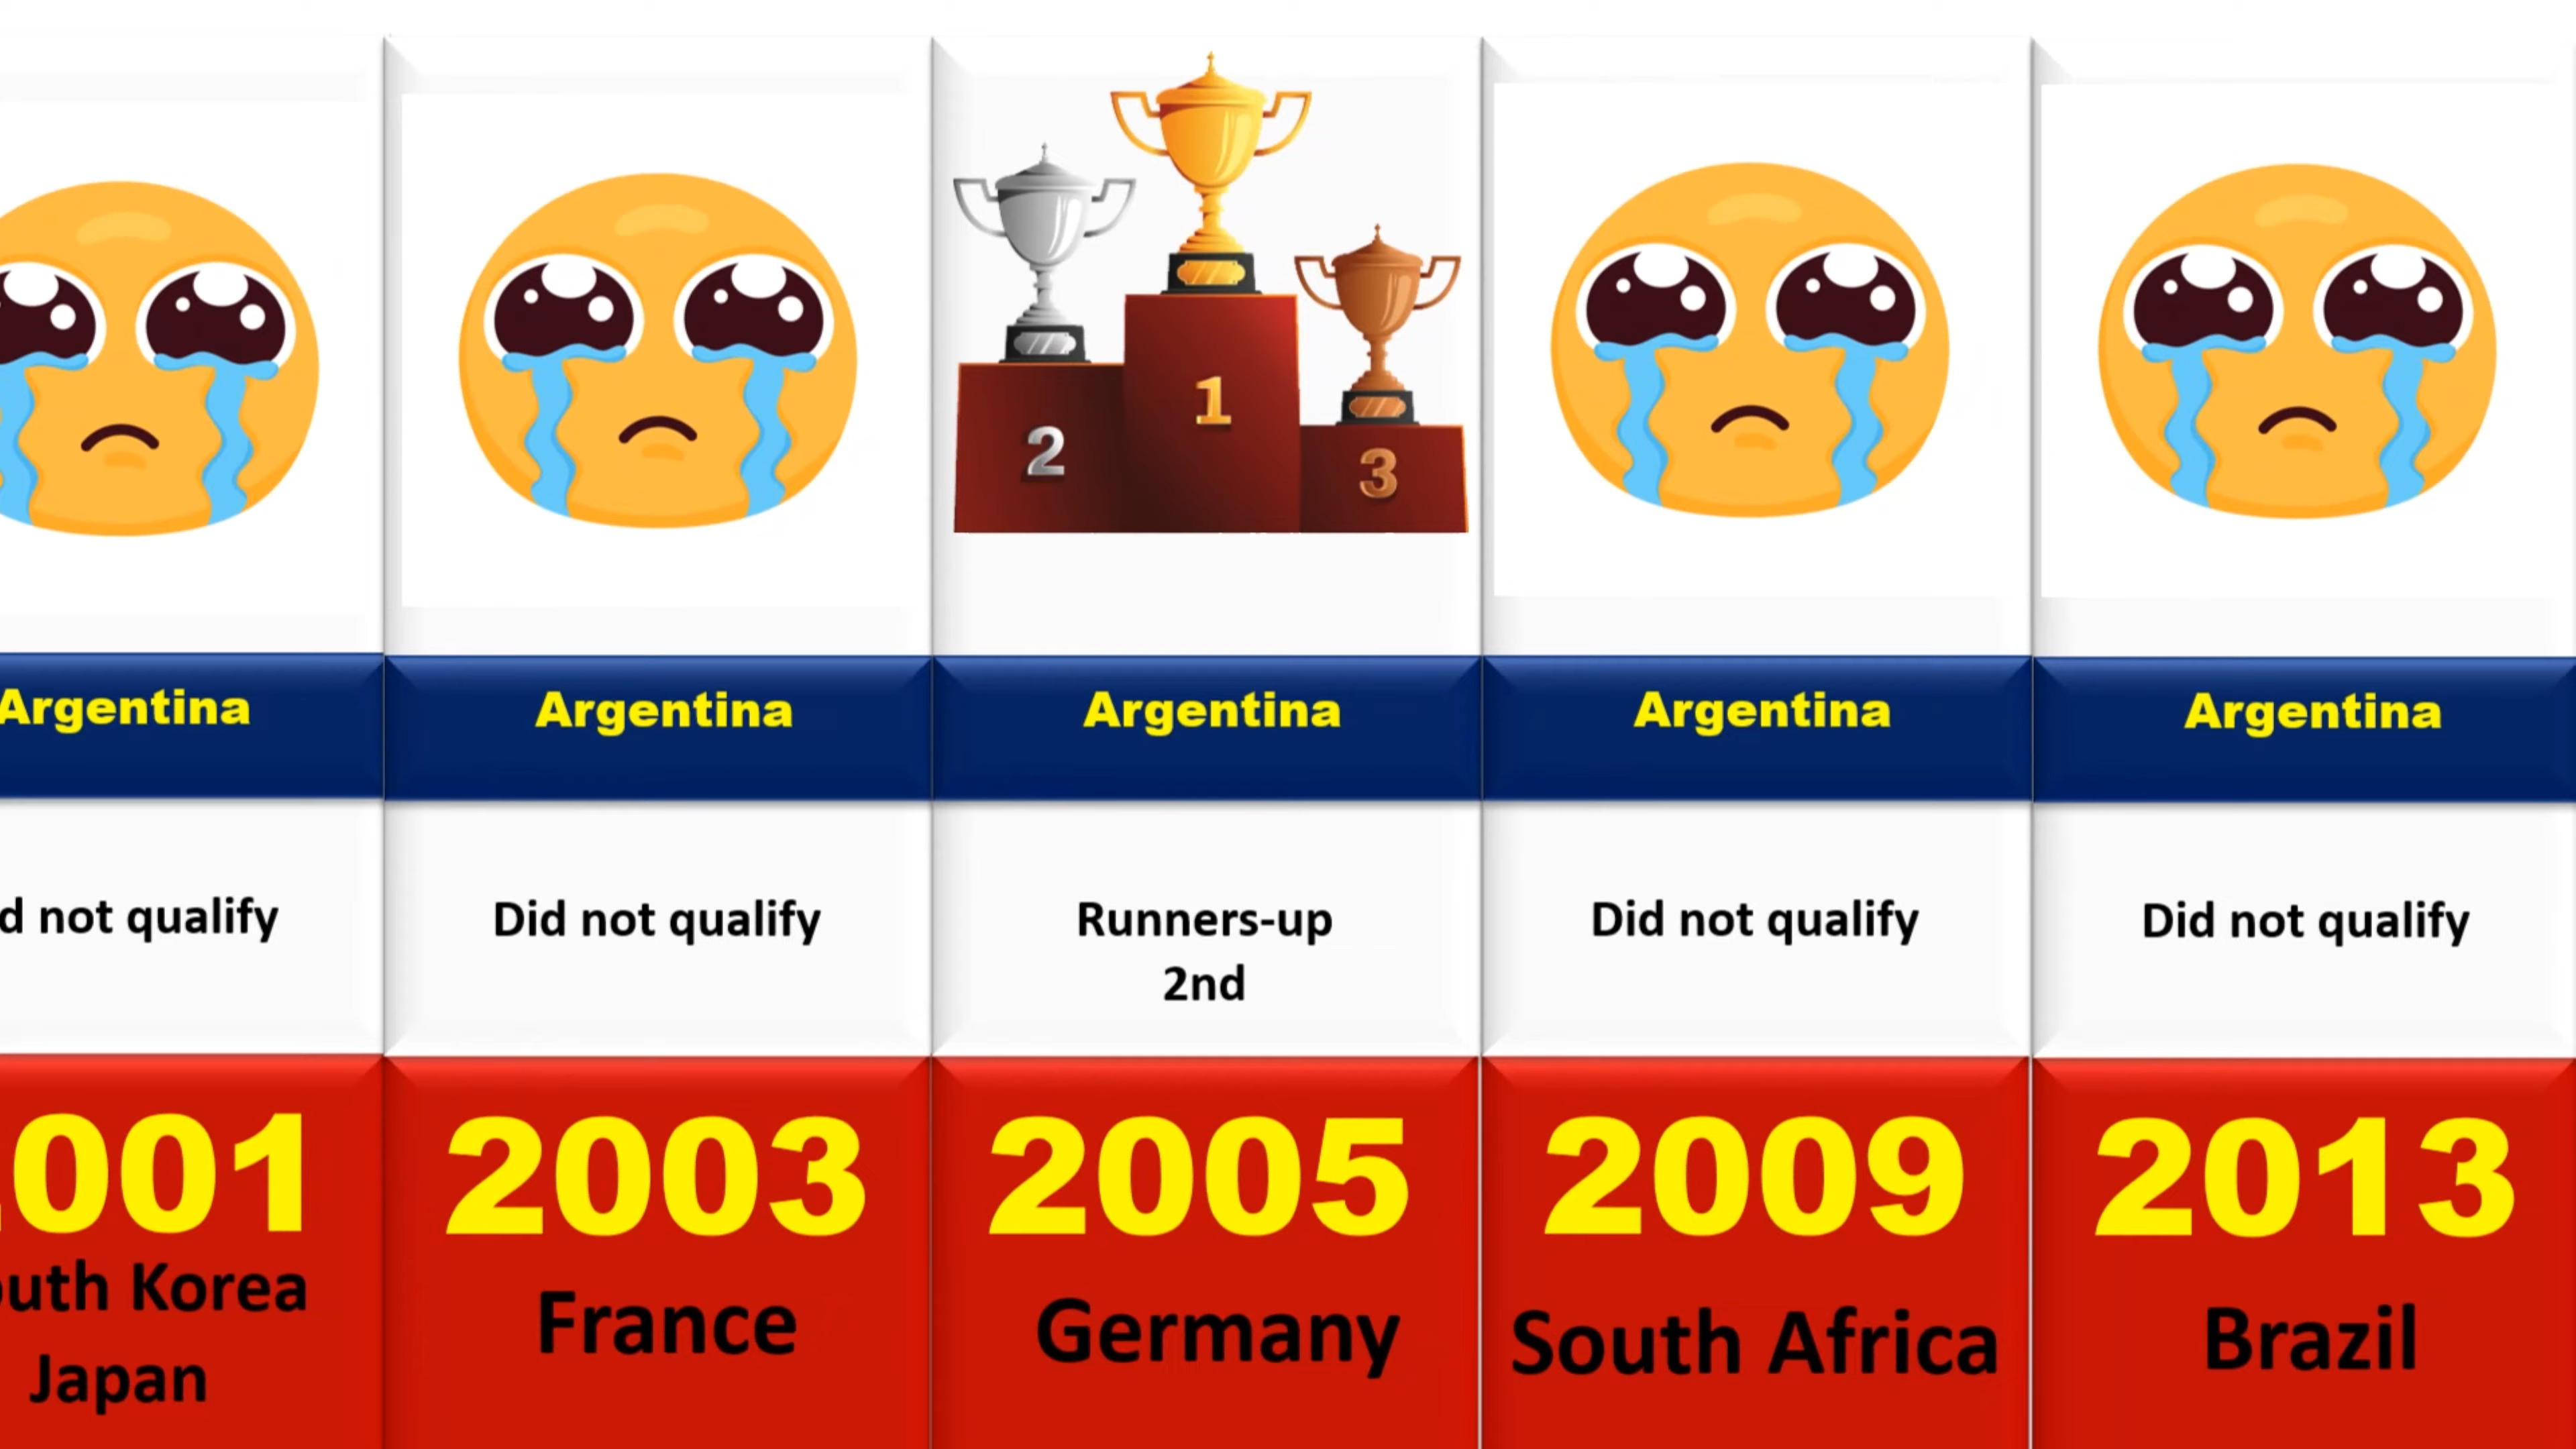 2
1
3
Argentina
Argentina
Argentina
Argentina
Argentina
d not qualify
Did not qualify
Runners-up
2nd
Did not qualify
Did not qualify
001
2003
2005
2009
2013
outh Korea
Japan
France
Germany
South Africa
Brazil